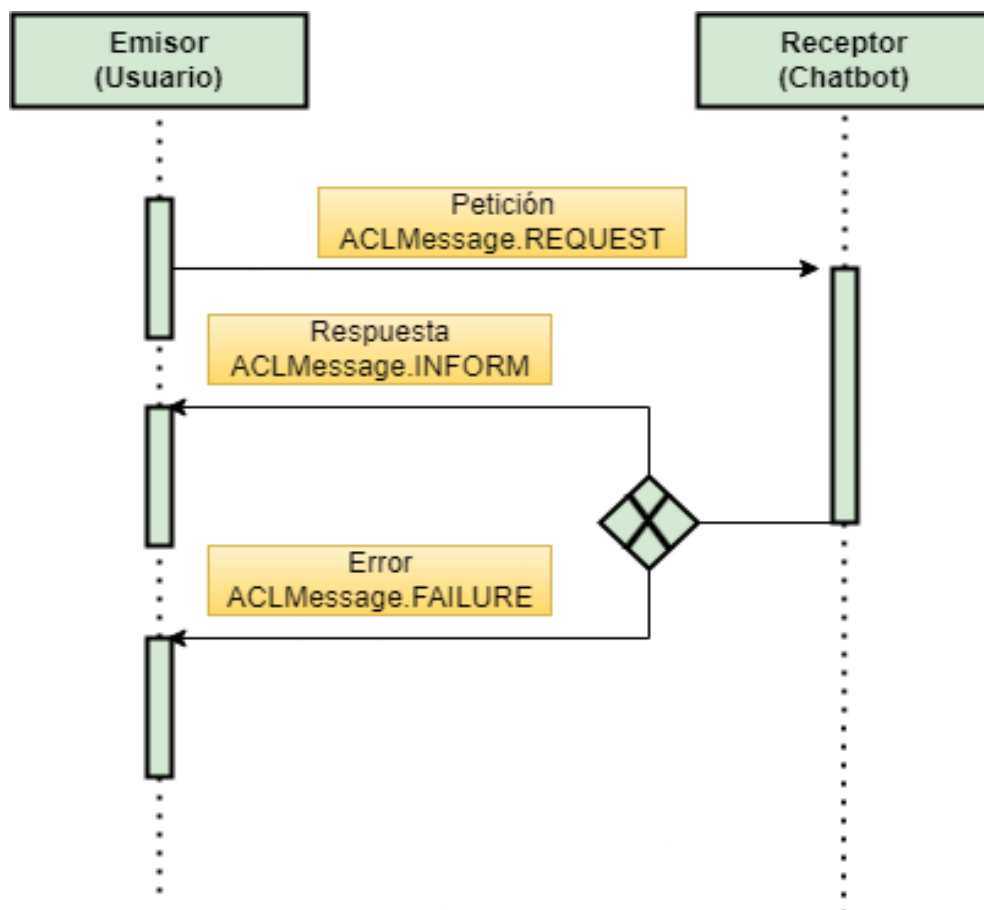 Emisor
(Usuario)
Receptor
(Chatbot)
Petición
ACLMessage.REQUEST
Respuesta
ACLMessage.INFORM
Error
ACLMessage.FAILURE